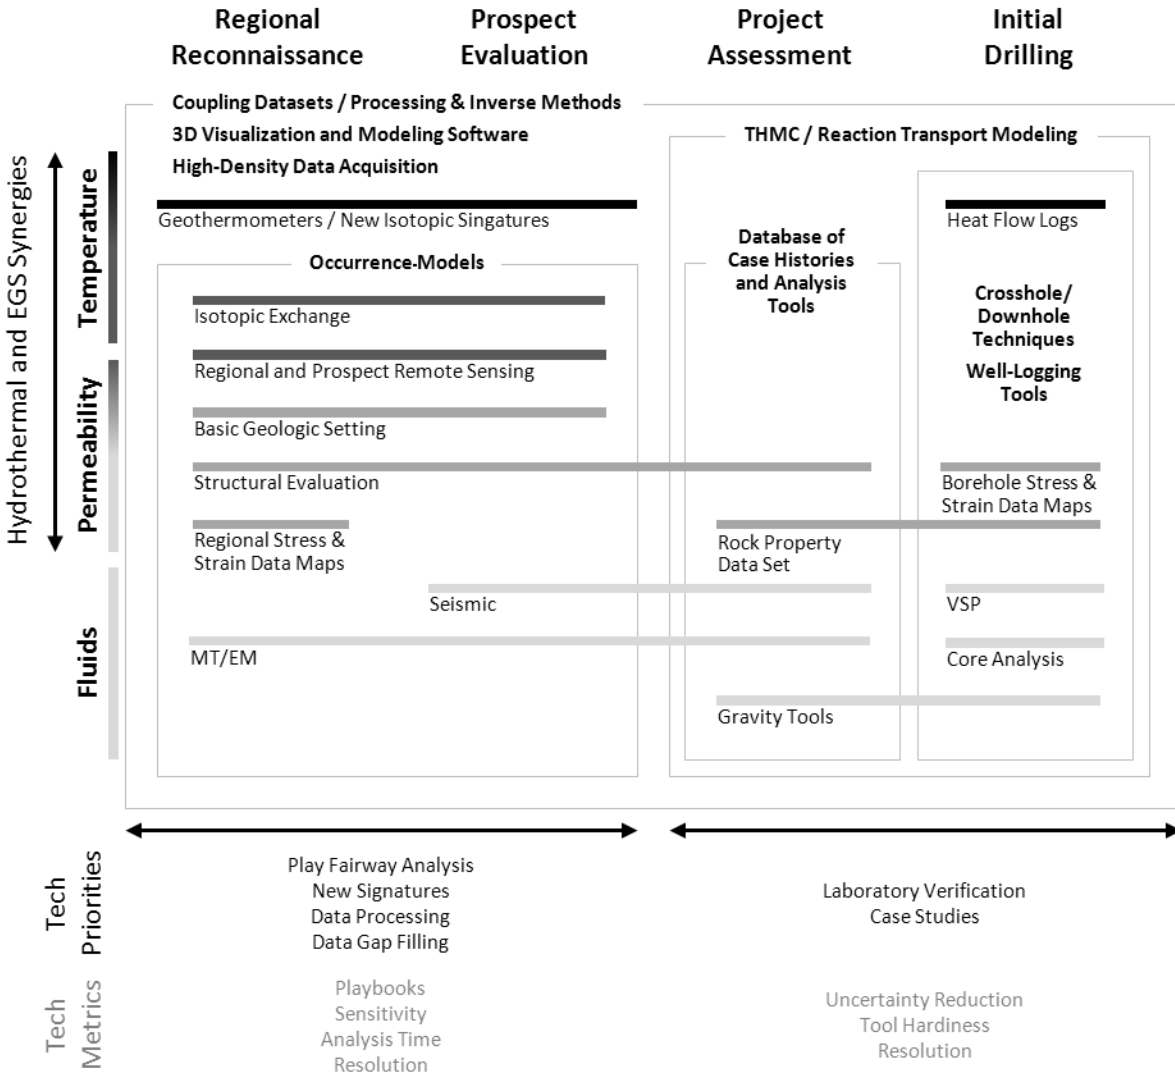 Regional
Reconnaissance
Prospect
Evaluation
Project
Assessment
Initial
Drilling
Coupling Datasets / Processing & Inverse Methods
3D Visualization and Modeling Software
High-Density Data Acquisition
THMC / Reaction Transport Modeling
Hydrothermal and EGS Synergies
Temperature
Permeability
Fluids
Geothermometers / New Isotopic Singatures
Heat Flow Logs
Occurrence-Models
Database of
Case Histories
and Analysis
Tools
Isotopic Exchange
Crosshole/
Downhole
Techniques
Regional and Prospect Remote Sensing
Well-Logging
Tools
Basic Geologic Setting
Structural Evaluation
Borehole Stress &
Strain Data Maps
Regional Stress &
Strain Data Maps
Rock Property
Data Set
Seismic
VSP
MT/EM
Core Analysis
Gravity Tools
Tech
Priorities
Play Fairway Analysis
New Signatures
Data Processing
Data Gap Filling
Laboratory Verification
Case Studies
Tech
Metrics
Playbooks
Sensitivity
Analysis Time
Resolution
Uncertainty Reduction
Tool Hardiness
Resolution